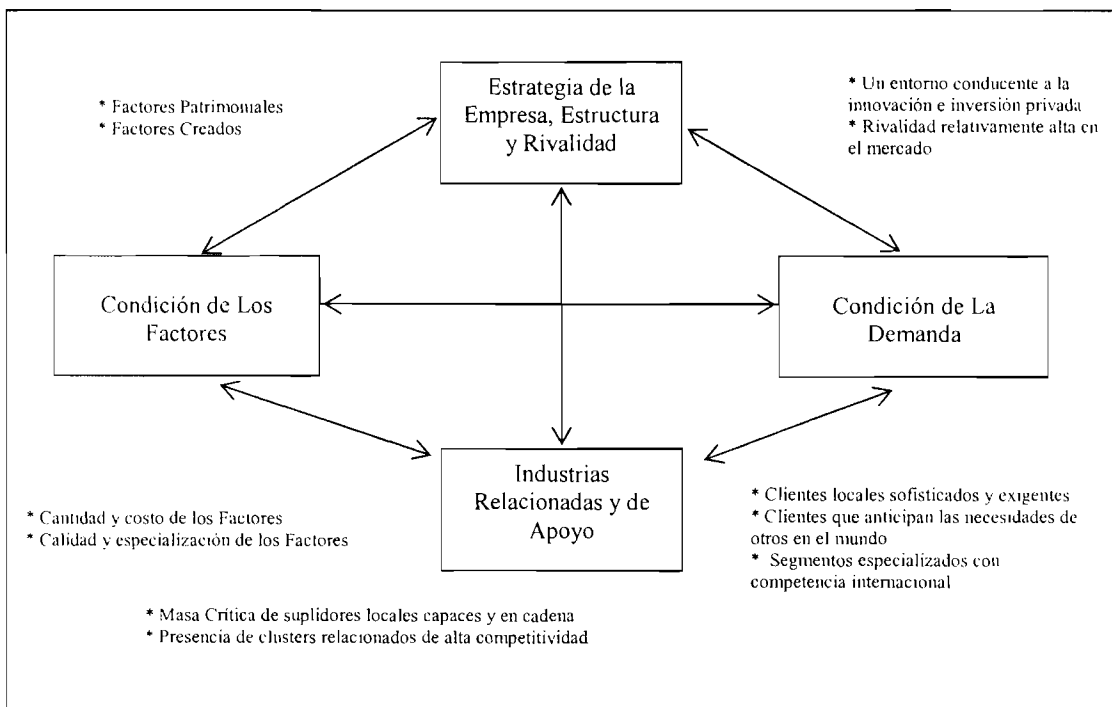 * Factores Patrimoniales
* Factores Creados
Estrategia de la
Empresa, Estructura
y Rivalidad
* Un entorno conducente a la
innovación e inversión privada
* Rivalidad relativamente alta en
el mercado
Condición de Los
Factores
Condición de La
Demanda
Industrias
Relacionadas y de
Apoyo
* Cantidad y costo de los Factores
* Calidad y especialización de los Factores
* Clientes locales sofisticados y exigentes
* Clientes que anticipan las necesidades de
otros en el mundo
* Segmentos especializados con
competencia internacional
* Masa Crítica de suplidores locales capaces y en cadena
* Presencia de clusters relacionados de alta competitividad